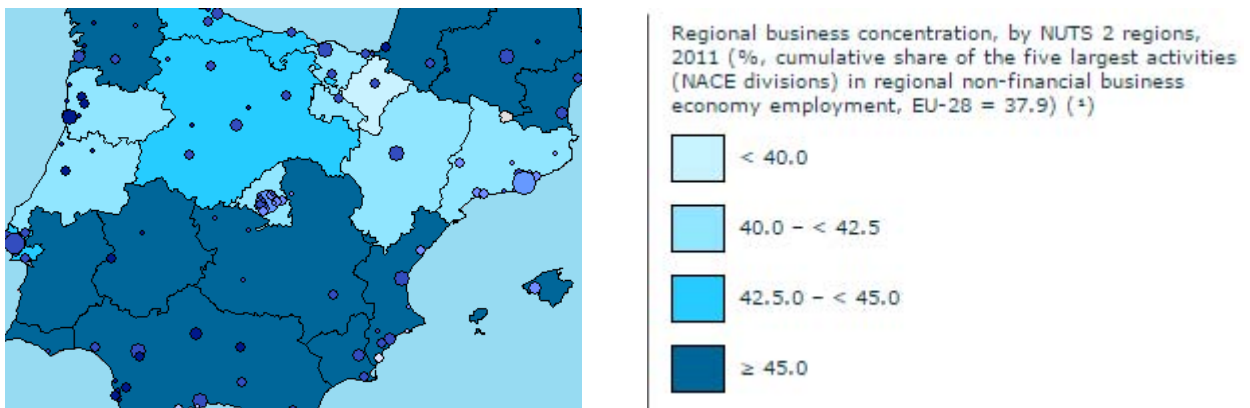 Regional business concentration, by NUTS 2 regions,
2011 (%, cumulative share of the five largest activities
(NACE divisions) in regional non-financial business
economy employment, EU-28 = 37.9) (¹)
< 40.0
40.0 – < 42.5
42.5.0 – < 45.0
≥ 45.0